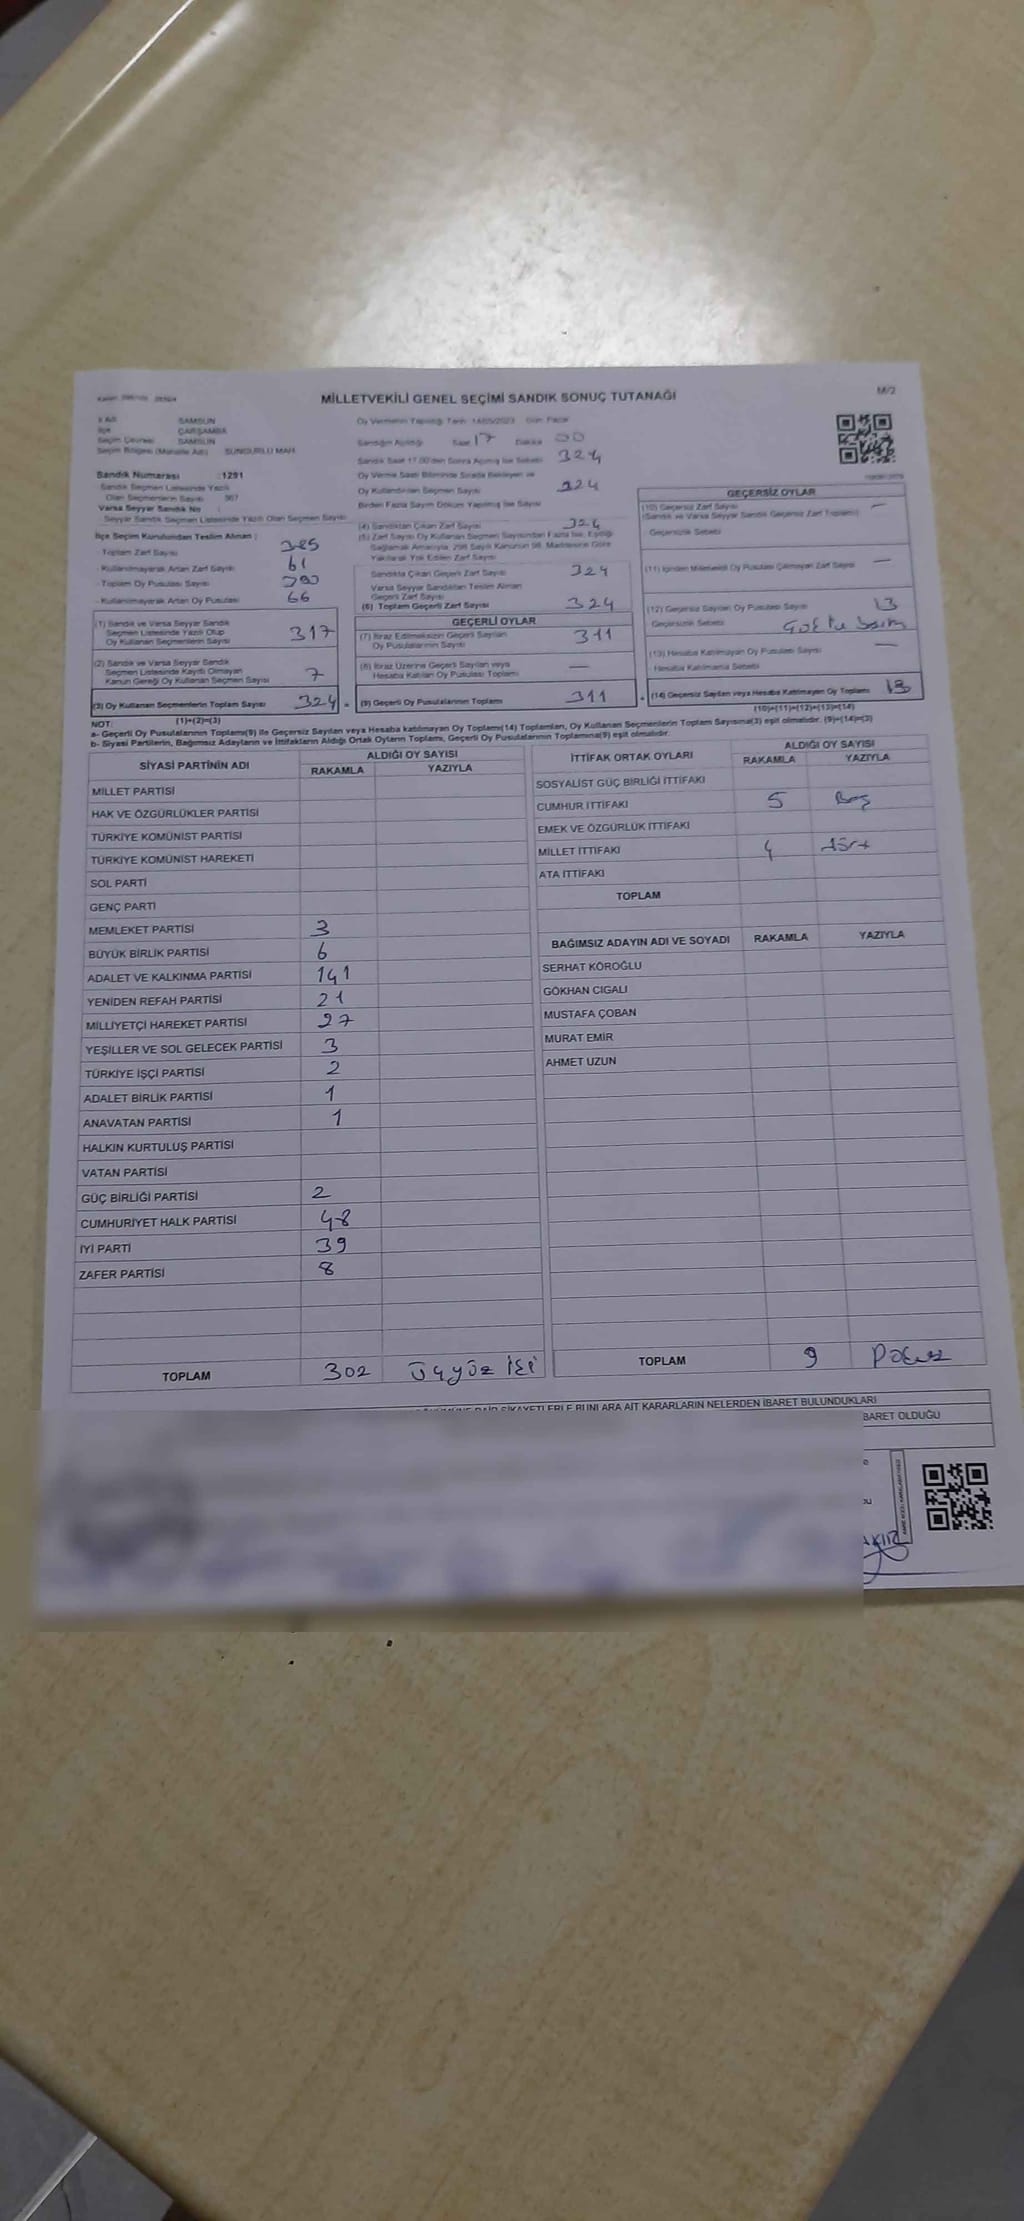 MİLLETVEKİLİ GENEL SEÇİMİ SANDIK SONUÇ TUTANAĞI
M/2
İl Adı SAMSUN
İlçe ÇARŞAMBA
Seçim Çevresi SAMSUN
Seçim Bölgesi (Mahalle Adı) SUNGURLU MAH.
Oy Vermenin Yapıldığı Tarih 14/05/2023 Gün Pazar
Sandığın Açıldığı Saat 17 Dakika 00
Sandık Saat 17.00'den Sonra Açılmış İse Sebebi 324
Oy Verme Saati Bitiminde Sırada Bekleyen ve
Oy Kullandırılan Seçmen Sayısı 324
Birden Fazla Sayım Döküm Yapılmış İse Sayısı
Sandık Numarası :1291
Sandık Seçmen Listesinde Yazılı
Olan Seçmenlerin Sayısı 367
Varsa Seyyar Sandık No :
Seyyar Sandık Seçmen Listesinde Yazılı Olan Seçmen Sayısı
İlçe Seçim Kurulundan Teslim Alınan :
- Toplam Zarf Sayısı 385
- Kullanılmayarak Artan Zarf Sayısı 61
- Toplam Oy Pusulası Sayısı 390
- Kullanılmayarak Artan Oy Pusulası 66
(1) Sandık ve Varsa Seyyar Sandık
Seçmen Listesinde Yazılı Olup
Oy Kullanan Seçmenlerin Sayısı 317
(2) Sandık ve Varsa Seyyar Sandık
Seçmen Listesinde Kaydı Olmayan
Kanun Gereği Oy Kullanan Seçmen Sayısı 7
(3) Oy Kullanan Seçmenlerin Toplam Sayısı 324 =
(1)+(2)=(3)
(4) Sandıktan Çıkan Zarf Sayısı 324
(5) Zarf Sayısı Oy Kullanan Seçmen Sayısından Fazla İse, Eşitliği
Sağlamak Amacıyla, 298 Sayılı Kanunun 98. Maddesine Göre
Yakılarak Yok Edilen Zarf Sayısı
Sandıkta Çıkan Geçerli Zarf Sayısı 324
Varsa Seyyar Sandıktan Teslim Alınan
Geçerli Zarf Sayısı
(6) Toplam Geçerli Zarf Sayısı 324
GEÇERLİ OYLAR
(7) İtiraz Edilmeksizin Geçerli Sayılan
Oy Pusulalarının Sayısı 311
(8) İtiraz Üzerine Geçerli Sayılan veya
Hesaba Katılan Oy Pusulası Toplamı —
(9) Geçerli Oy Pusulalarının Toplamı 311 +
GEÇERSİZ OYLAR
(10) Geçersiz Zarf Sayısı —
(Sandık ve Varsa Seyyar Sandık Geçersiz Zarf Toplamı)
Geçersizlik Sebebi
(11) İçinden Milletvekili Oy Pusulası Çıkmayan Zarf Sayısı —
(12) Geçersiz Sayılan Oy Pusulası Sayısı 13
Geçersizlik Sebebi
(13) Hesaba Katılmayan Oy Pusulası Sayısı —
Hesaba Katılmama Sebebi
(14) Geçersiz Sayılan veya Hesaba Katılmayan Oy Toplamı 13
(10)+(11)+(12)+(13)=(14)
NOT:
a- Geçerli Oy Pusulalarının Toplamı(9) ile Geçersiz Sayılan veya Hesaba katılmayan Oy Toplamı(14) Toplamları, Oy Kullanan Seçmenlerin Toplam Sayısına(3) eşit olmalıdır. (9)+(14)=(3)
b- Siyasi Partilerin, Bağımsız Adayların ve İttifakların Aldığı Ortak Oyların Toplamı, Geçerli Oy Pusulalarının Toplamına(9) eşit olmalıdır.
SİYASİ PARTİNİN ADI ALDIĞI OY SAYISI
RAKAMLA YAZIYLA
MİLLET PARTİSİ
HAK VE ÖZGÜRLÜKLER PARTİSİ
TÜRKİYE KOMÜNİST PARTİSİ
TÜRKİYE KOMÜNİST HAREKETİ
SOL PARTİ
GENÇ PARTİ
MEMLEKET PARTİSİ 3
BÜYÜK BİRLİK PARTİSİ 6
ADALET VE KALKINMA PARTİSİ 141
YENİDEN REFAH PARTİSİ 21
MİLLİYETÇİ HAREKET PARTİSİ 27
YEŞİLLER VE SOL GELECEK PARTİSİ 3
TÜRKİYE İŞÇİ PARTİSİ 2
ADALET BİRLİK PARTİSİ 1
ANAVATAN PARTİSİ 1
HALKIN KURTULUŞ PARTİSİ
VATAN PARTİSİ
GÜÇ BİRLİĞİ PARTİSİ 2
CUMHURİYET HALK PARTİSİ 48
İYİ PARTİ 39
ZAFER PARTİSİ 8
TOPLAM 302 üçyüz iki
İTTİFAK ORTAK OYLARI ALDIĞI OY SAYISI
RAKAMLA YAZIYLA
SOSYALİST GÜÇ BİRLİĞİ İTTİFAKI
CUMHUR İTTİFAKI 5 Beş
EMEK VE ÖZGÜRLÜK İTTİFAKI
MİLLET İTTİFAKI 4 dört
ATA İTTİFAKI
TOPLAM
BAĞIMSIZ ADAYIN ADI VE SOYADI RAKAMLA YAZIYLA
SERHAT KÖROĞLU
GÖKHAN CIGALI
MUSTAFA ÇOBAN
MURAT EMİR
AHMET UZUN
TOPLAM 9 Dokuz
ŞİKAYETLERLE BUNLARA AİT KARARLARIN NELERDEN İBARET BULUNDUKLARI
BARET OLDUĞU